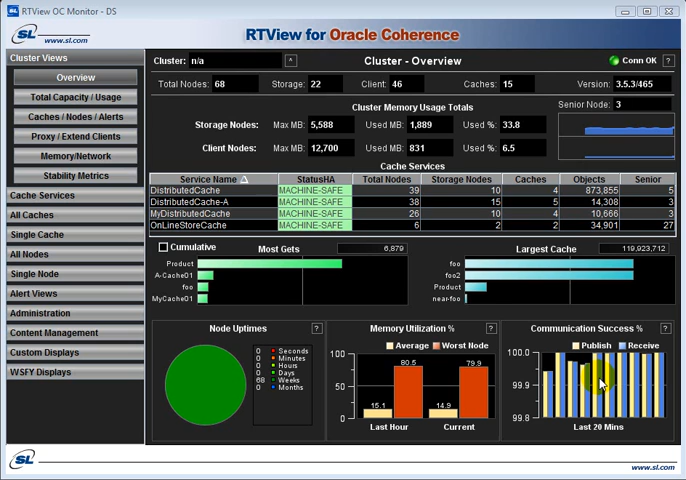 RTView OC Monitor - DS
SL www.sl.com
RTView for Oracle Coherence
Cluster Views
Overview
Total Capacity / Usage
Caches / Nodes / Alerts
Proxy / Extend Clients
Memory/Network
Stability Metrics
Cache Services
All Caches
Single Cache
All Nodes
Single Node
Alert Views
Administration
Content Management
Custom Displays
WSFY Displays
Cluster: n/a ^ Cluster - Overview Conn OK ?
Total Nodes: 68 Storage: 22 Client: 46 Caches: 15 Version: 3.5.3/465
Cluster Memory Usage Totals
Senior Node: 3
Storage Nodes: Max MB: 5,588 Used MB: 1,889 Used %: 33.8
Client Nodes: Max MB: 12,700 Used MB: 831 Used %: 6.5
Cache Services
Service Name StatusHA Total Nodes Storage Nodes Caches Objects Senior
DistributedCache MACHINE-SAFE 39 10 4 873,855 5
DistributedCache-A MACHINE-SAFE 38 15 5 14,308 3
MyDistributedCache MACHINE-SAFE 26 10 4 10,666 3
OnLineStoreCache MACHINE-SAFE 6 2 2 34,901 27
Cumulative Most Gets 6,879
Product
A-Cache01
foo
MyCache01
Largest Cache 119,923,712
foo
foo2
Product
near-foo
Node Uptimes ?
0 Seconds
0 Minutes
0 Hours
0 Days
68 Weeks
0 Months
Memory Utilization % ?
Average Worst Node
100
50
0
15.1 80.5 14.9 79.9
Last Hour Current
Communication Success % ?
Publish Receive
100.0
99.9
99.8
Last 20 Mins
SL www.sl.com